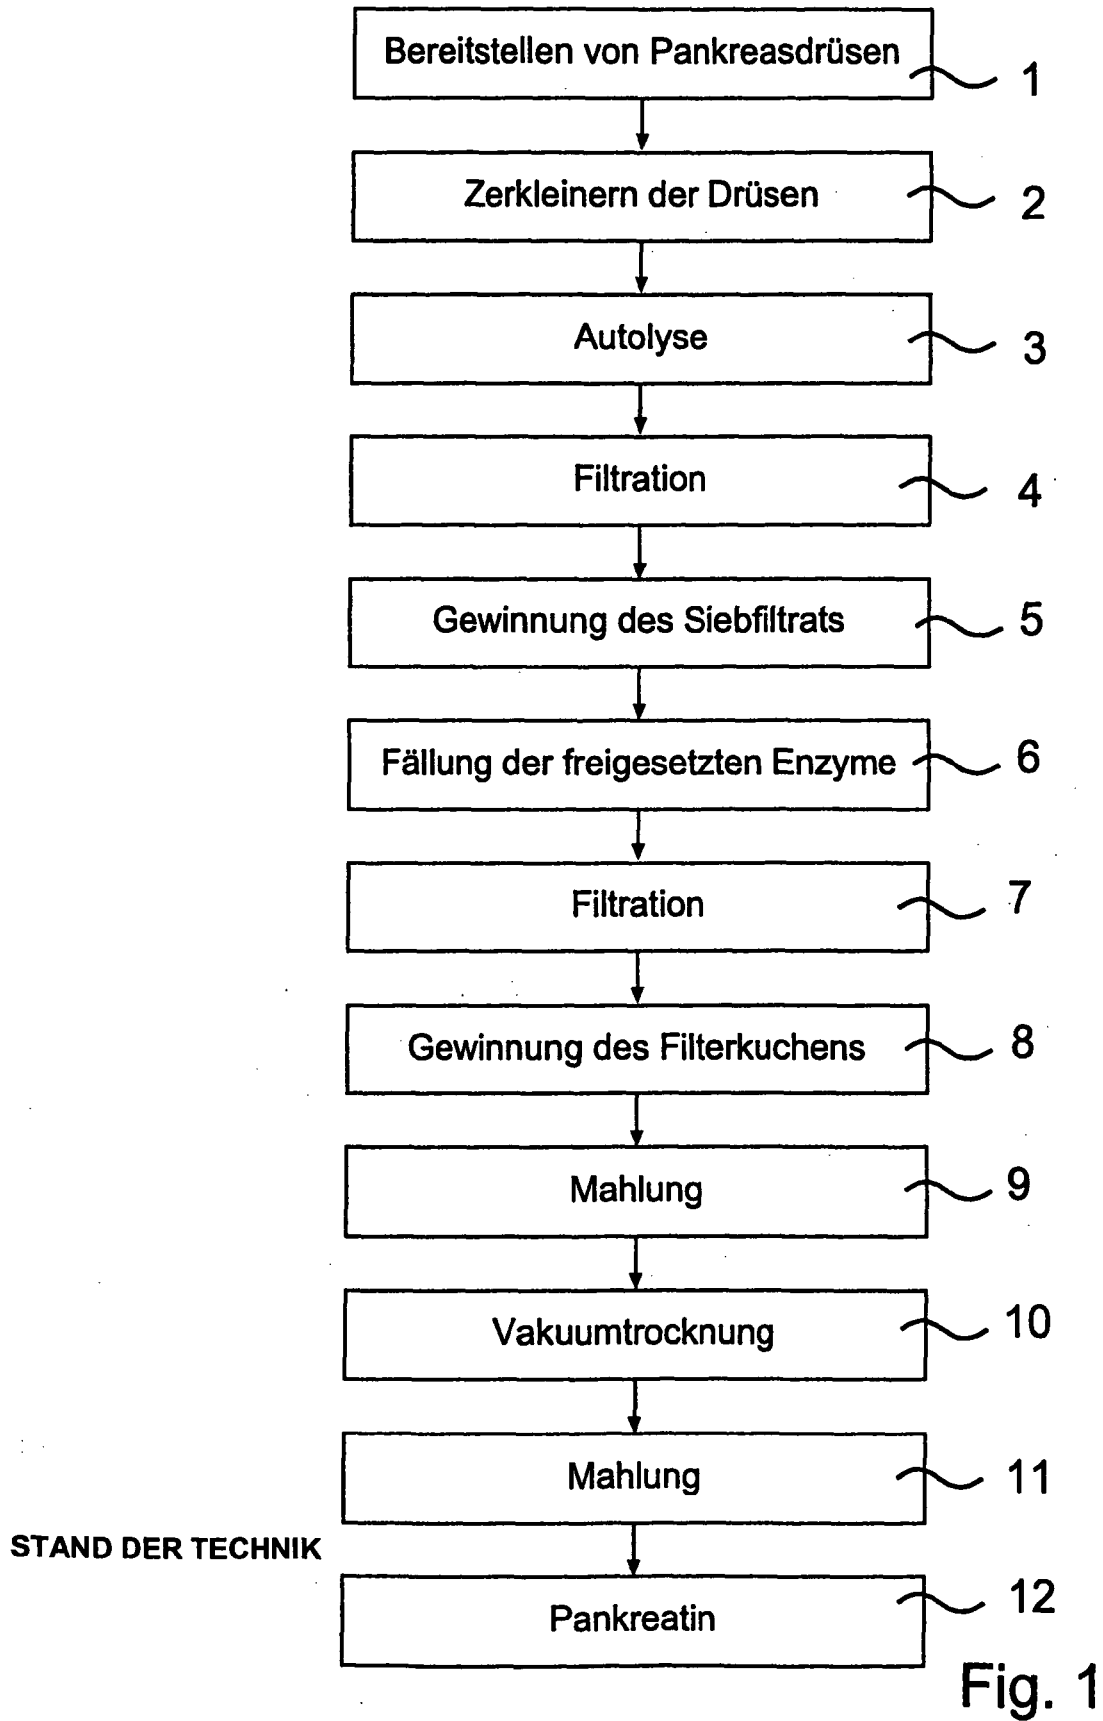 Bereitstellen von Pankreasdrüsen
1
Zerkleinern der Drüsen
2
Autolyse
3
Filtration
4
Gewinnung des Siebfiltrats
5
Fällung der freigesetzten Enzyme
6
Filtration
7
Gewinnung des Filterkuchens
8
Mahlung
9
Vakuumtrocknung
10
Mahlung
11
STAND DER TECHNIK
Pankreatin
12
Fig. 1